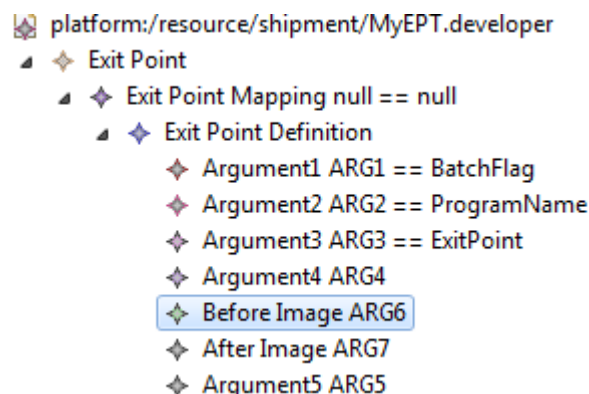 platform:/resource/shipment/MyEPT.developer
Exit Point
Exit Point Mapping null == null
Exit Point Definition
Argument1 ARG1 == BatchFlag
Argument2 ARG2 == ProgramName
Argument3 ARG3 == ExitPoint
Argument4 ARG4
Before Image ARG6
After Image ARG7
Argument5 ARG5